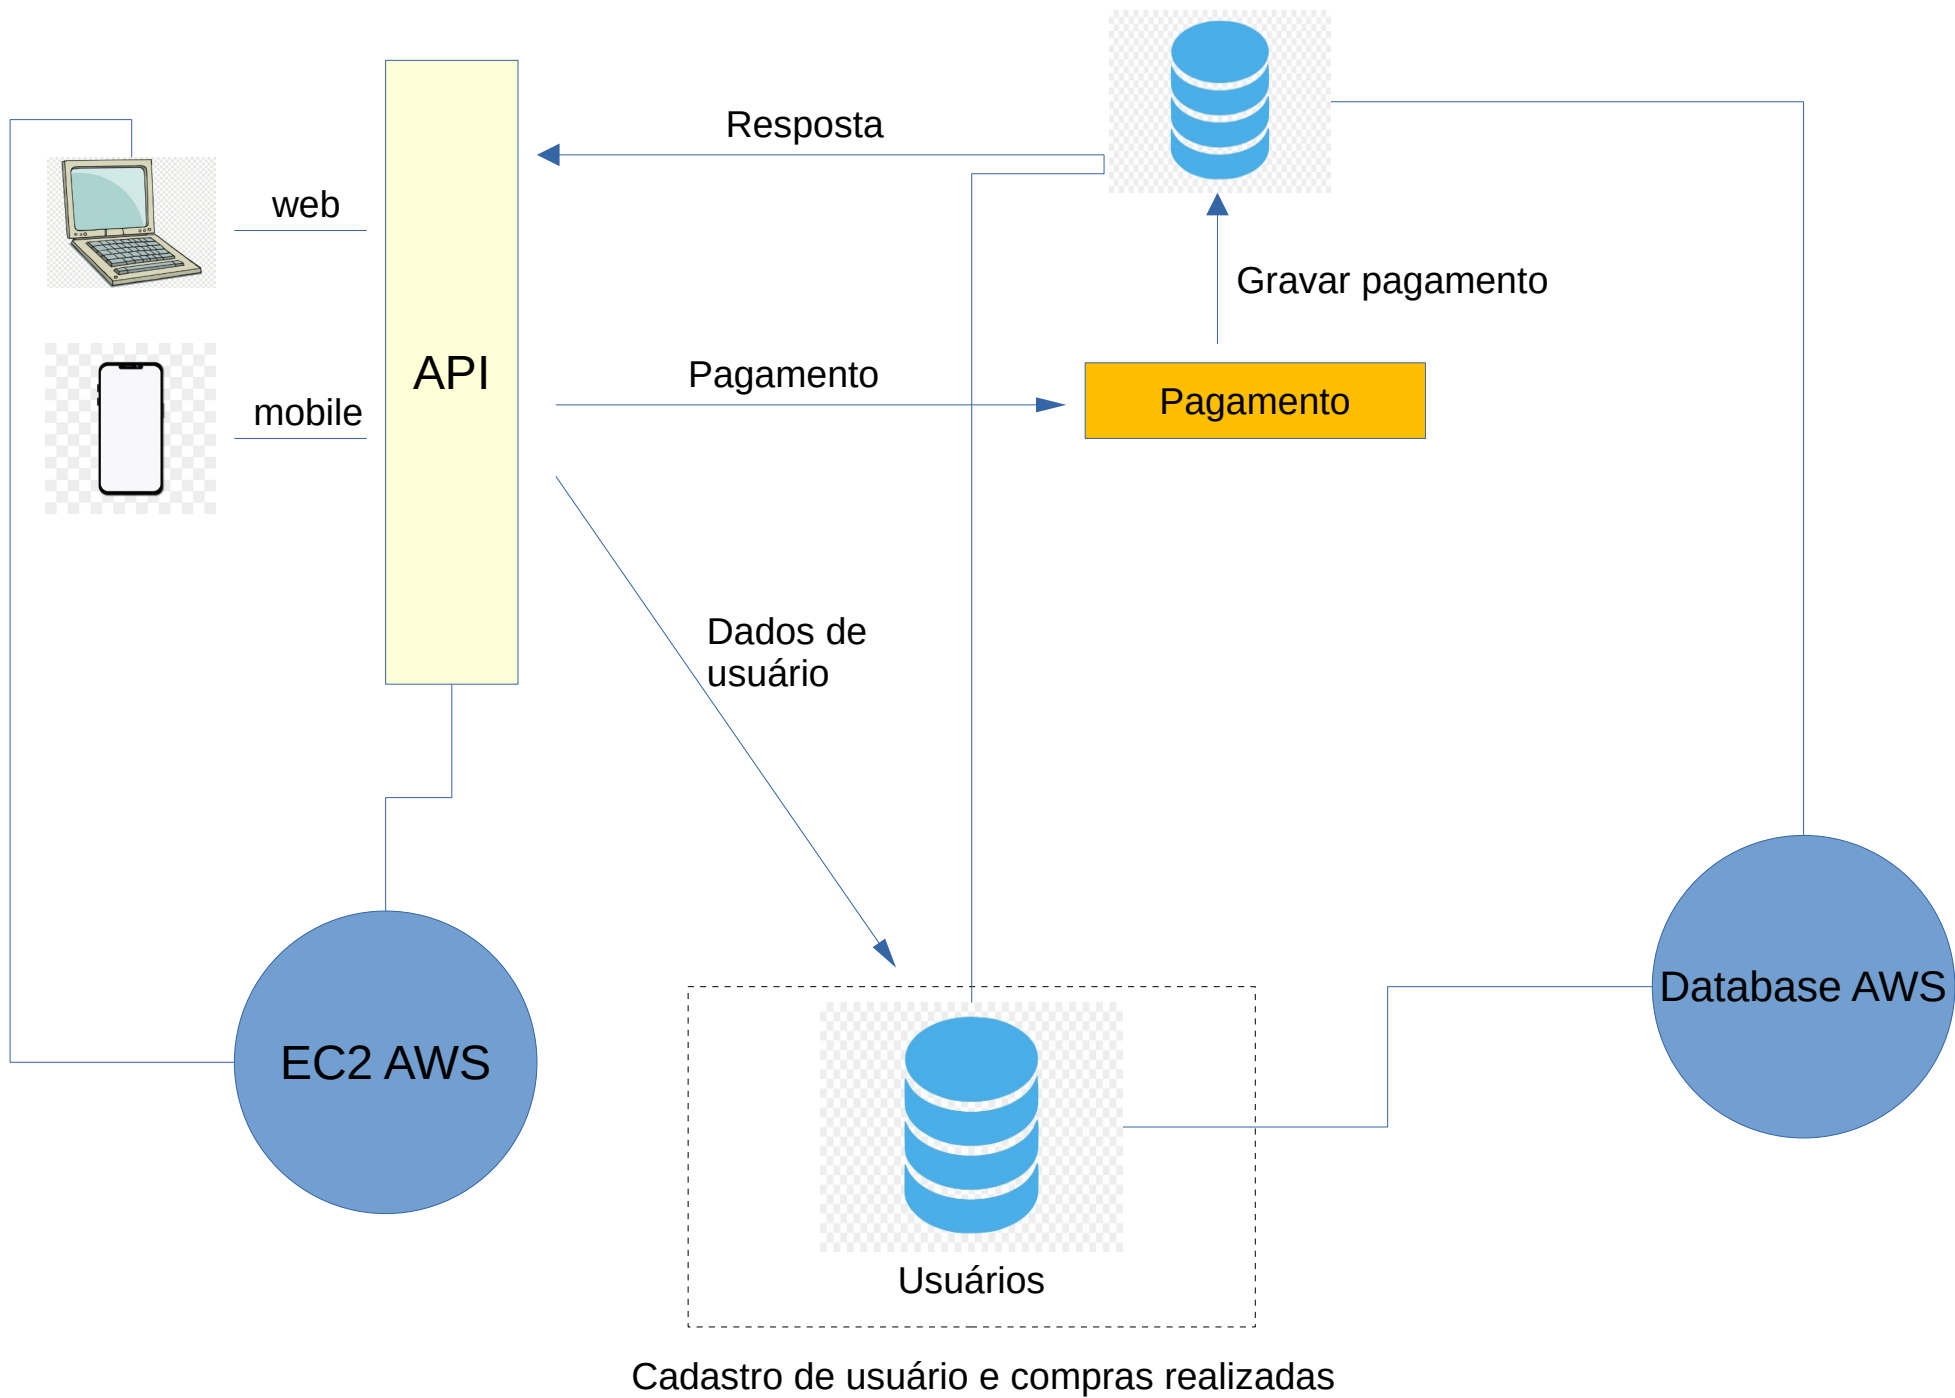 Resposta
web
Gravar pagamento
API
Pagamento
Pagamento
mobile
Dados de
usuário
Database AWS
EC2 AWS
Usuários
Cadastro de usuário e compras realizadas